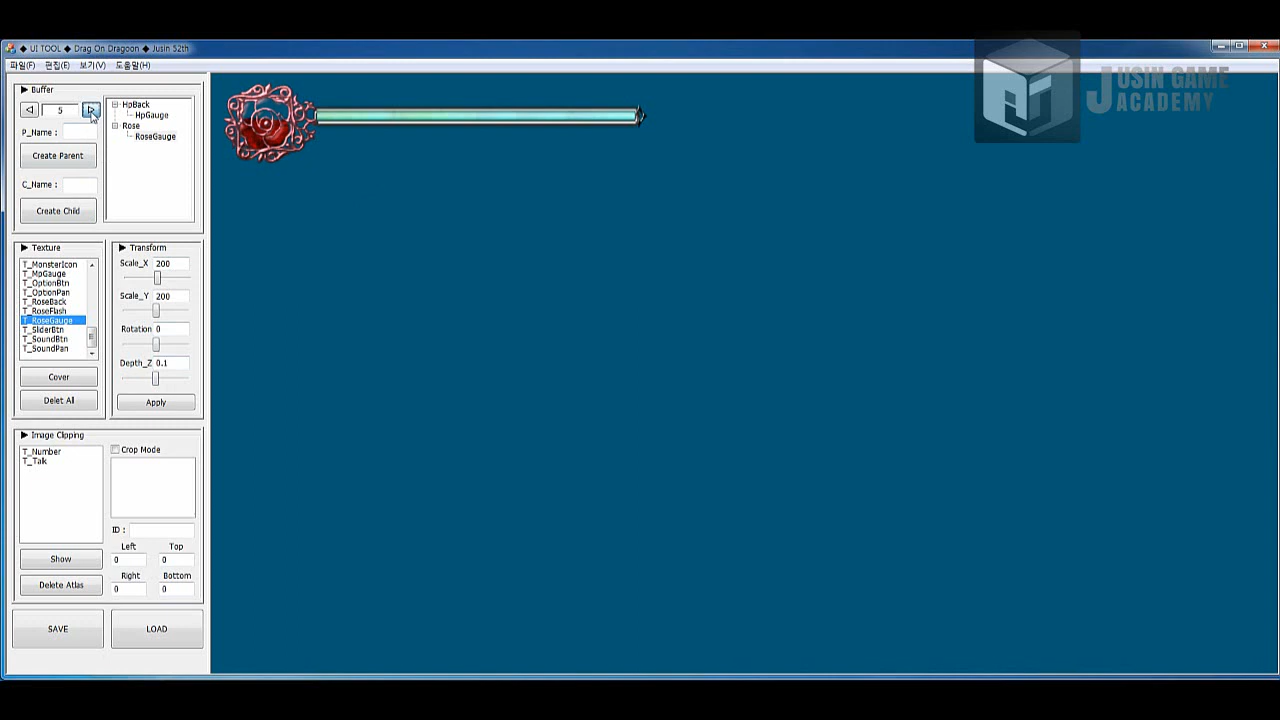 ◆ UI TOOL ◆ Drag On Dragoon ◆ Jusin 52th
파일(F) 편집(E) 보기(V) 도움말(H)
JUSIN GAME
ACADEMY
▶ Buffer
5
P_Name :
Create Parent
C_Name :
Create Child
HpBack
HpGauge
Rose
RoseGauge
▶ Texture
T_MonsterIcon
T_MpGauge
T_OptionBtn
T_OptionPan
T_RoseBack
T_RoseFlash
T_RoseGauge
T_SliderBtn
T_SoundBtn
T_SoundPan
Cover
Delet All
▶ Transform
Scale_X 200
Scale_Y 200
Rotation 0
Depth_Z 0.1
Apply
▶ Image Clipping
T_Number
T_Talk
Show
Delete Atlas
Crop Mode
ID :
Left Top
0 0
Right Bottom
0 0
SAVE
LOAD